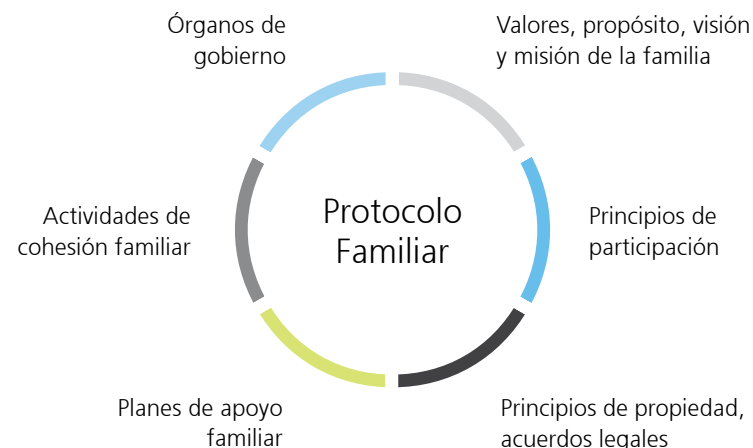 Órganos de
gobierno
Valores, propósito, visión
y misión de la familia
Actividades de
cohesión familiar
Protocolo
Familiar
Principios de
participación
Planes de apoyo
familiar
Principios de propiedad,
acuerdos legales